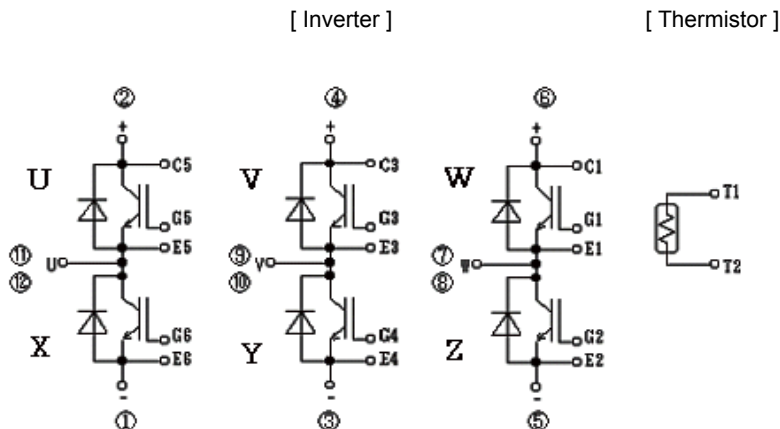 [ Inverter ] [ Thermistor ]
② ④ ⑥
+ + +
C5 C3 C1
U V W
G5 G3 G1
T1
E5 E3 E1
⑪ U ⑨ V ⑦ W
T2
⑫ ⑩ ⑧
G6 G4 G2
X Y Z
E6 E4 E2
- - -
① ③ ⑤